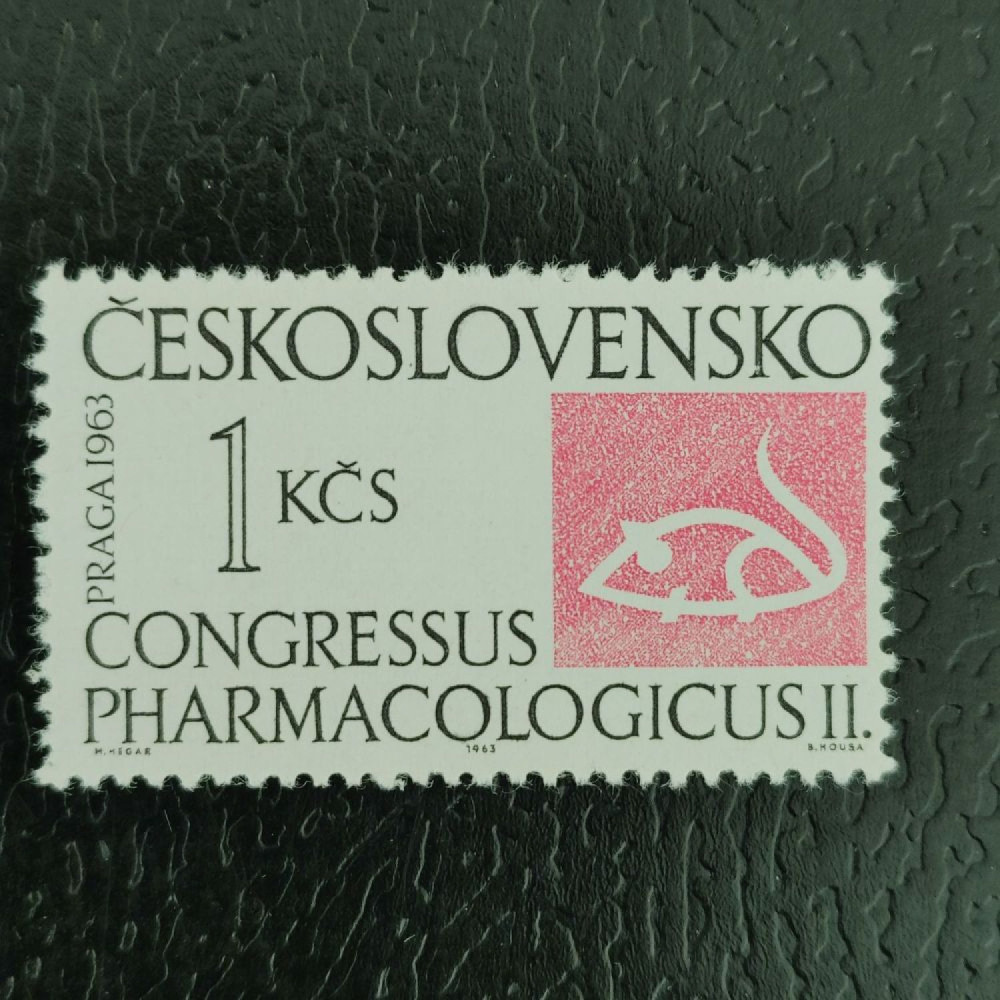 ČESKOSLOVENSKO
PRAGA 1963
1 KČS
CONGRESSUS
PHARMACOLOGICUS II.
M. HEGAR 1963 B. HOUSA